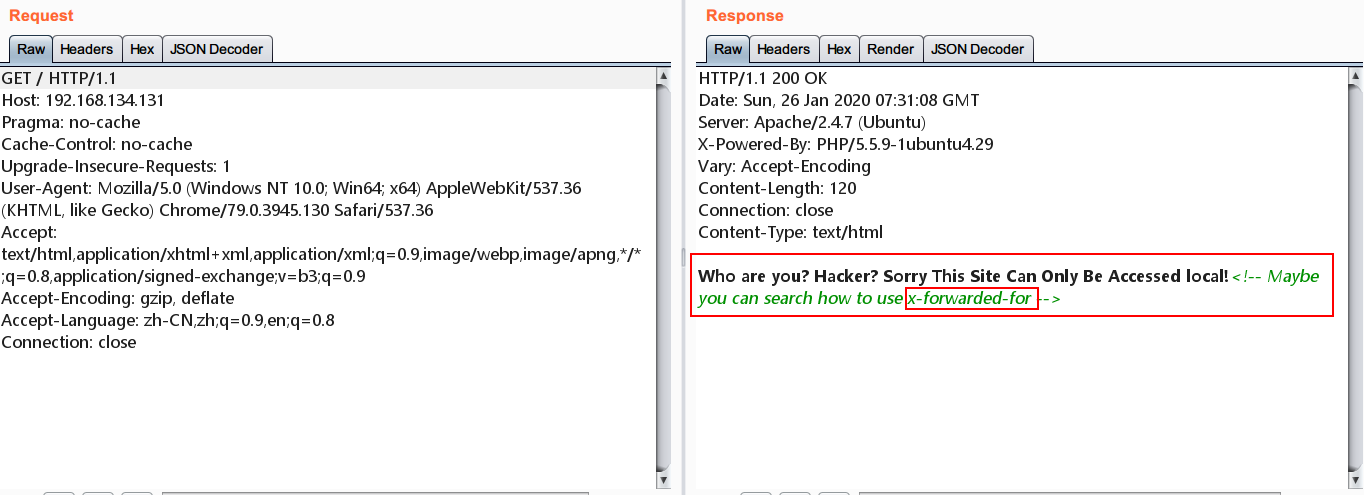 Request
Raw Headers Hex JSON Decoder
GET / HTTP/1.1
Host: 192.168.134.131
Pragma: no-cache
Cache-Control: no-cache
Upgrade-Insecure-Requests: 1
User-Agent: Mozilla/5.0 (Windows NT 10.0; Win64; x64) AppleWebKit/537.36
(KHTML, like Gecko) Chrome/79.0.3945.130 Safari/537.36
Accept:
text/html,application/xhtml+xml,application/xml;q=0.9,image/webp,image/apng,*/*
;q=0.8,application/signed-exchange;v=b3;q=0.9
Accept-Encoding: gzip, deflate
Accept-Language: zh-CN,zh;q=0.9,en;q=0.8
Connection: close
Response
Raw Headers Hex Render JSON Decoder
HTTP/1.1 200 OK
Date: Sun, 26 Jan 2020 07:31:08 GMT
Server: Apache/2.4.7 (Ubuntu)
X-Powered-By: PHP/5.5.9-1ubuntu4.29
Vary: Accept-Encoding
Content-Length: 120
Connection: close
Content-Type: text/html
Who are you? Hacker? Sorry This Site Can Only Be Accessed local!<!-- Maybe
you can search how to use x-forwarded-for -->